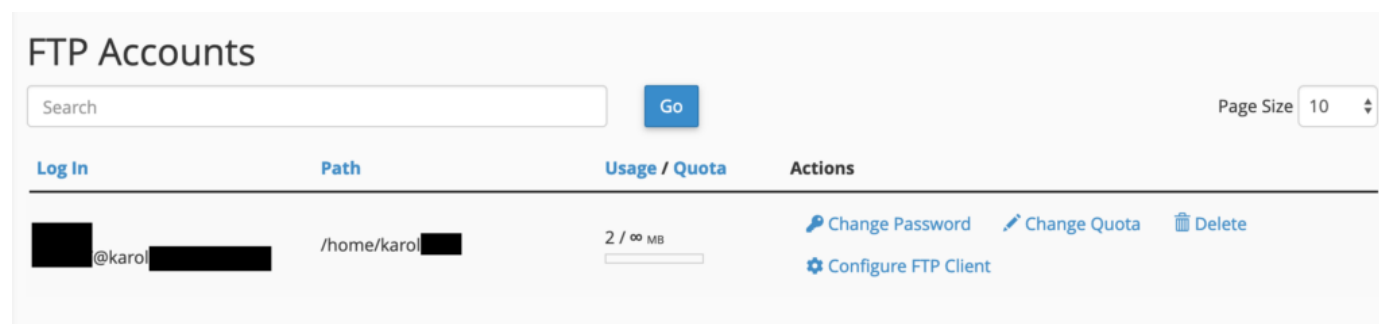 FTP Accounts
Search
Go
Page Size 10
Log In Path Usage / Quota Actions
@karol /home/karol 2 / ∞ MB
Change Password Change Quota Delete
Configure FTP Client